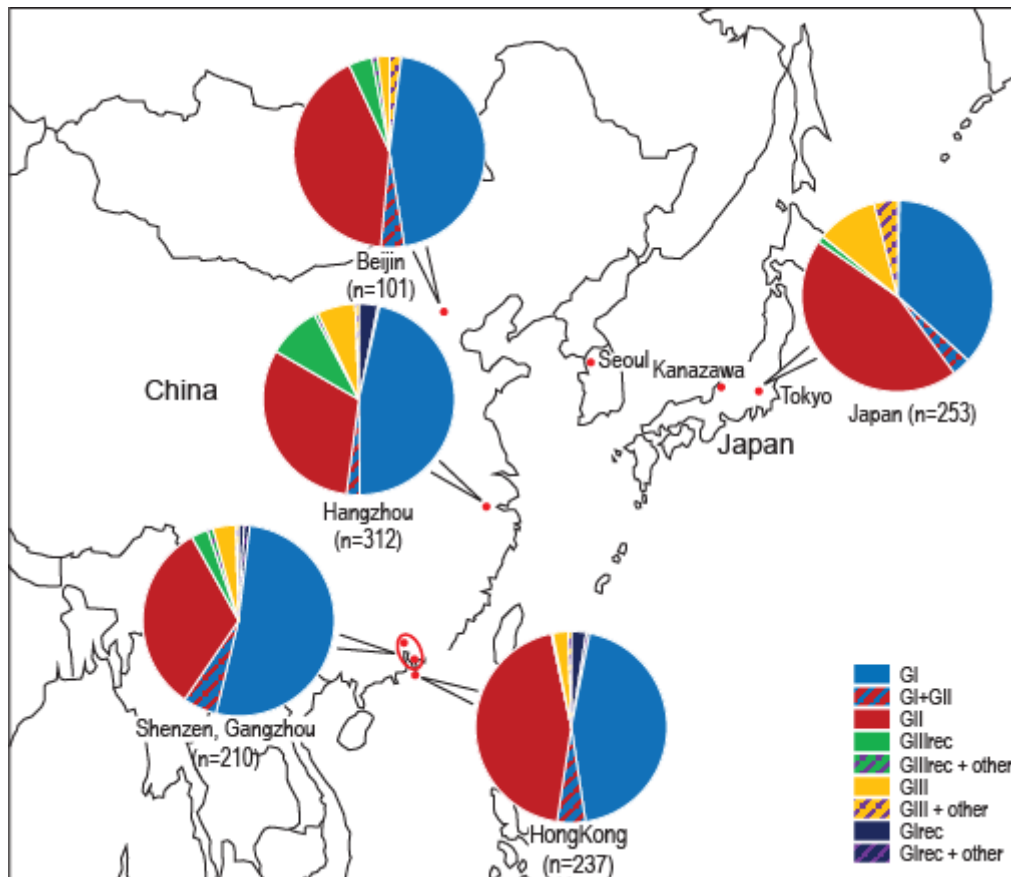 Beijin
(n=101)
China
Seoul
Kanazawa
Tokyo
Japan (n=253)
Japan
Hangzhou
(n=312)
Shenzen, Gangzhou
(n=210)
HongKong
(n=237)
GI
GI+GII
GII
GIIIrec
GIIIrec + other
GIII
GIII + other
GIrec
GIrec + other